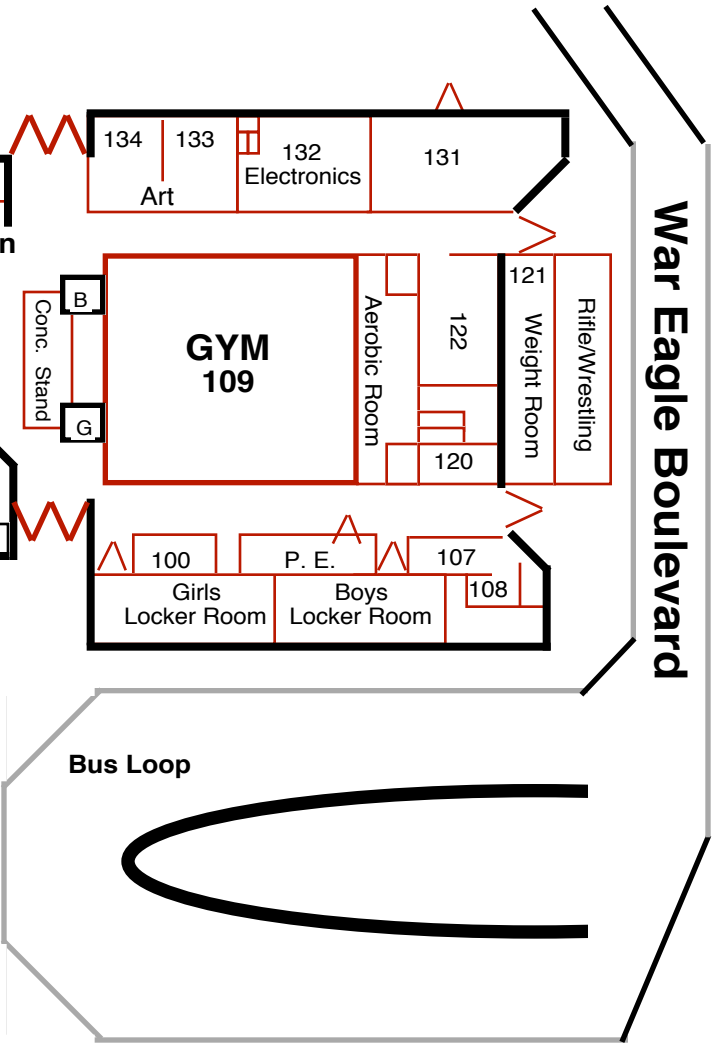 134
133
Art
132
Electronics
131
n
B
Conc. Stand
G
GYM
109
Aerobic Room
122
120
121
Weight Room
Rifle/Wrestling
War Eagle Boulevard
100
P. E.
107
108
Girls
Locker Room
Boys
Locker Room
Bus Loop